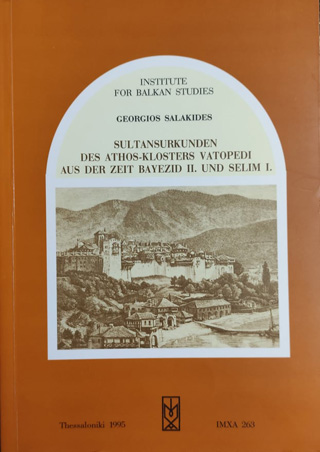 INSTITUTE
FOR BALKAN STUDIES
GEORGIOS SALAKIDES
SULTANSURKUNDEN
DES ATHOS-KLOSTERS VATOPEDI
AUS DER ZEIT BAYEZID II. UND SELIM I.
Thessaloniki 1995
IMXA 263